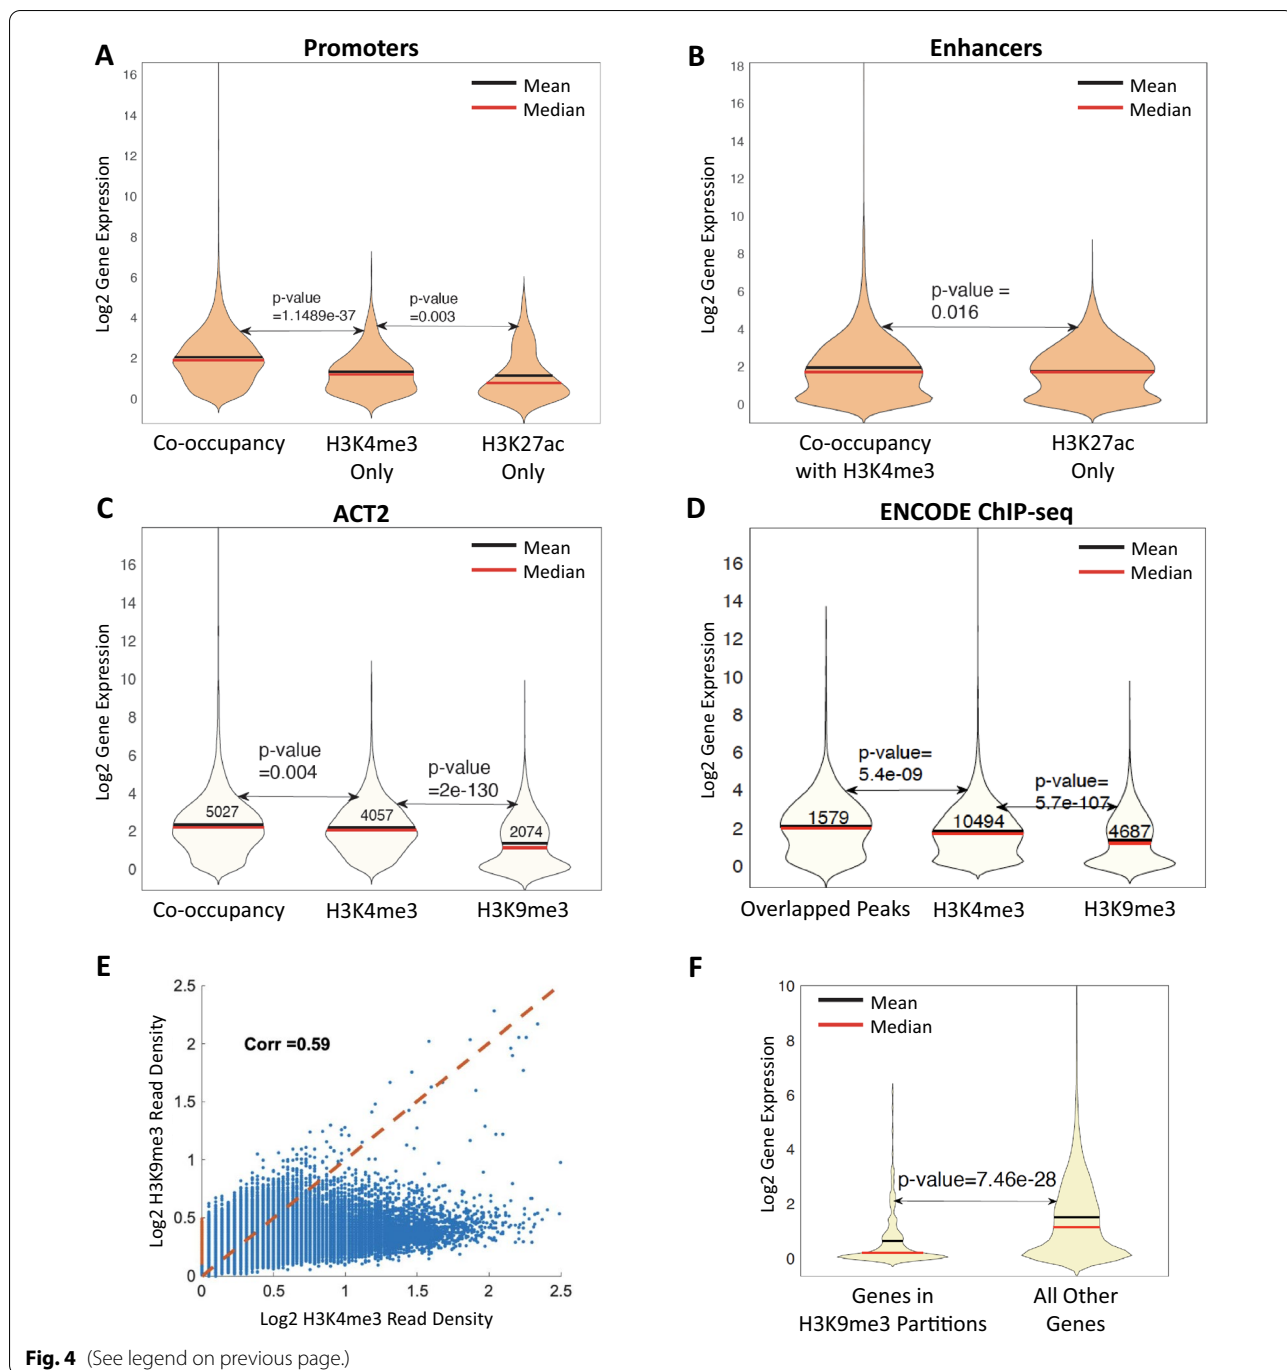 A
Promoters
Mean
Median
Log2 Gene Expression
16
14
12
10
8
6
4
2
0
p-value
=1.1489e-37
p-value
=0.003
Co-occupancy
H3K4me3
Only
H3K27ac
Only
B
Enhancers
Mean
Median
Log2 Gene Expression
18
16
14
12
10
8
6
4
2
0
p-value =
0.016
Co-occupancy
with H3K4me3
H3K27ac
Only
C
ACT2
Mean
Median
Log2 Gene Expression
16
14
12
10
8
6
4
2
0
p-value
=0.004
p-value
=2e-130
5027
4057
2074
Co-occupancy
H3K4me3
H3K9me3
D
ENCODE ChIP-seq
Mean
Median
Log2 Gene Expression
16
14
12
10
8
6
4
2
0
p-value=
5.4e-09
p-value=
5.7e-107
1579
10494
4687
Overlapped Peaks
H3K4me3
H3K9me3
E
Log2 H3K9me3 Read Density
2.5
2
1.5
1
0.5
0
Corr =0.59
0
0.5
1
1.5
2
2.5
Log2 H3K4me3 Read Density
F
Mean
Median
Log2 Gene Expression
10
8
6
4
2
0
p-value=7.46e-28
Genes in
H3K9me3 Partitions
All Other
Genes
Fig. 4 (See legend on previous page.)